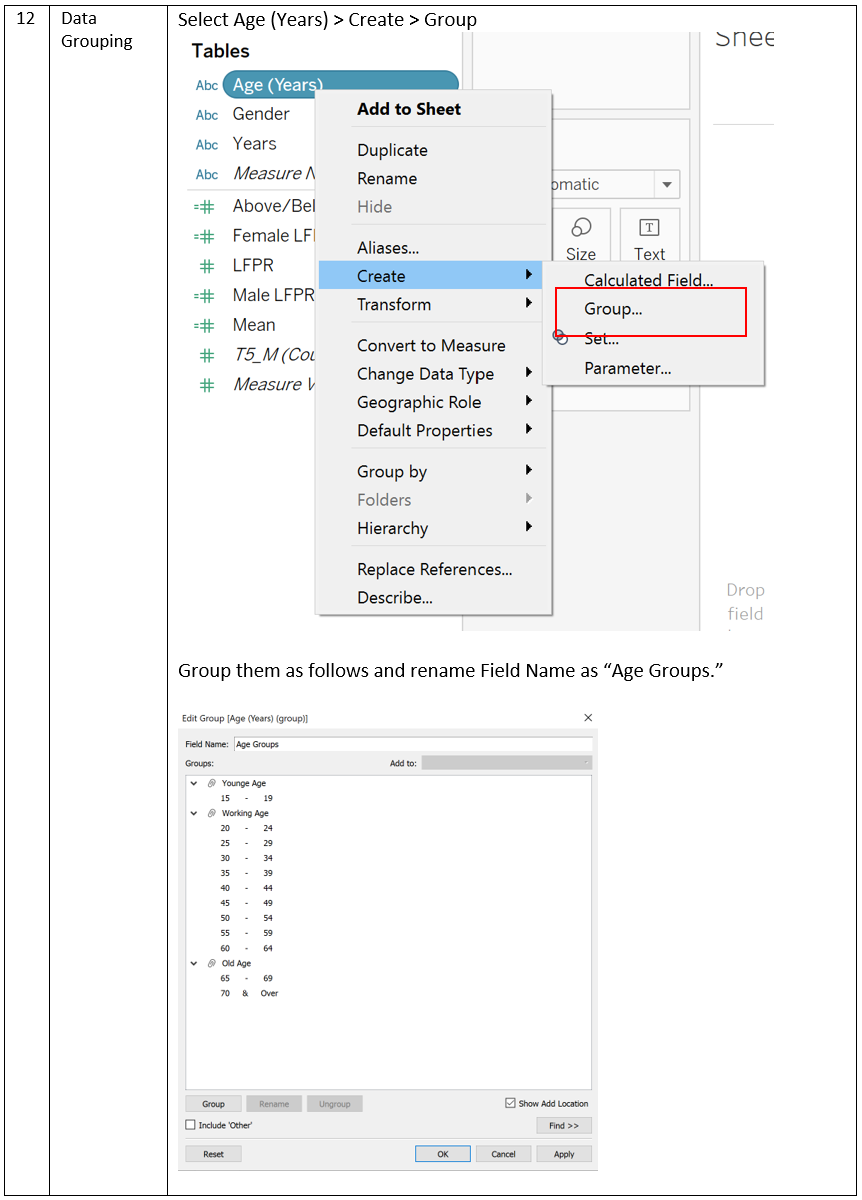 12
Data
Grouping
Select Age (Years) > Create > Group
Tables
Abc Age (Years)
Abc Gender
Abc Years
Abc Measure N
=# Above/Bel
=# Female LFI
# LFPR
=# Male LFPR
=# Mean
# T5_M (Cou
# Measure V
Shee
Add to Sheet
Duplicate
Rename
Hide
Aliases...
Create
Transform
Convert to Measure
Change Data Type
Geographic Role
Default Properties
Group by
Folders
Hierarchy
Replace References...
Describe...
omatic
Size
T
Text
Calculated Field...
Group...
Set...
Parameter...
Drop
field
Group them as follows and rename Field Name as “Age Groups.”
Edit Group [Age (Years) (group)]
Field Name: Age Groups
Groups: Add to:
Younge Age
15 - 19
Working Age
20 - 24
25 - 29
30 - 34
35 - 39
40 - 44
45 - 49
50 - 54
55 - 59
60 - 64
Old Age
65 - 69
70 & Over
Group Rename Ungroup Show Add Location
Include 'Other' Find >>
Reset OK Cancel Apply